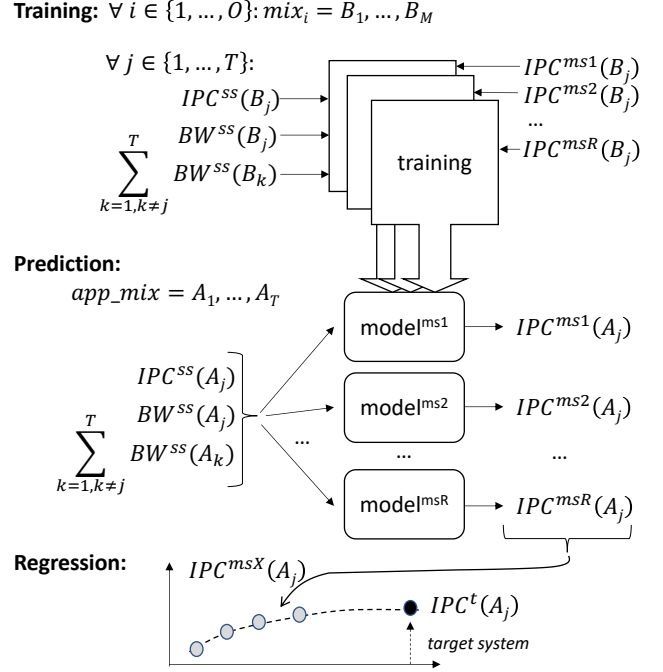 Training: ∀ i ∈ {1, … , O}: mix_i = B_1, … , B_M
∀ j ∈ {1, … , T}:
IPC^{ss}(B_j)
BW^{ss}(B_j)
\sum_{k=1,k≠j}^{T} BW^{ss}(B_k)
training
IPC^{ms1}(B_j)
IPC^{ms2}(B_j)
...
IPC^{msR}(B_j)
Prediction:
app_mix = A_1, … , A_T
IPC^{ss}(A_j)
BW^{ss}(A_j)
\sum_{k=1,k≠j}^{T} BW^{ss}(A_k)
...
model^{ms1}
IPC^{ms1}(A_j)
model^{ms2}
IPC^{ms2}(A_j)
...
...
model^{msR}
IPC^{msR}(A_j)
Regression:
IPC^{msX}(A_j)
IPC^{t}(A_j)
target system